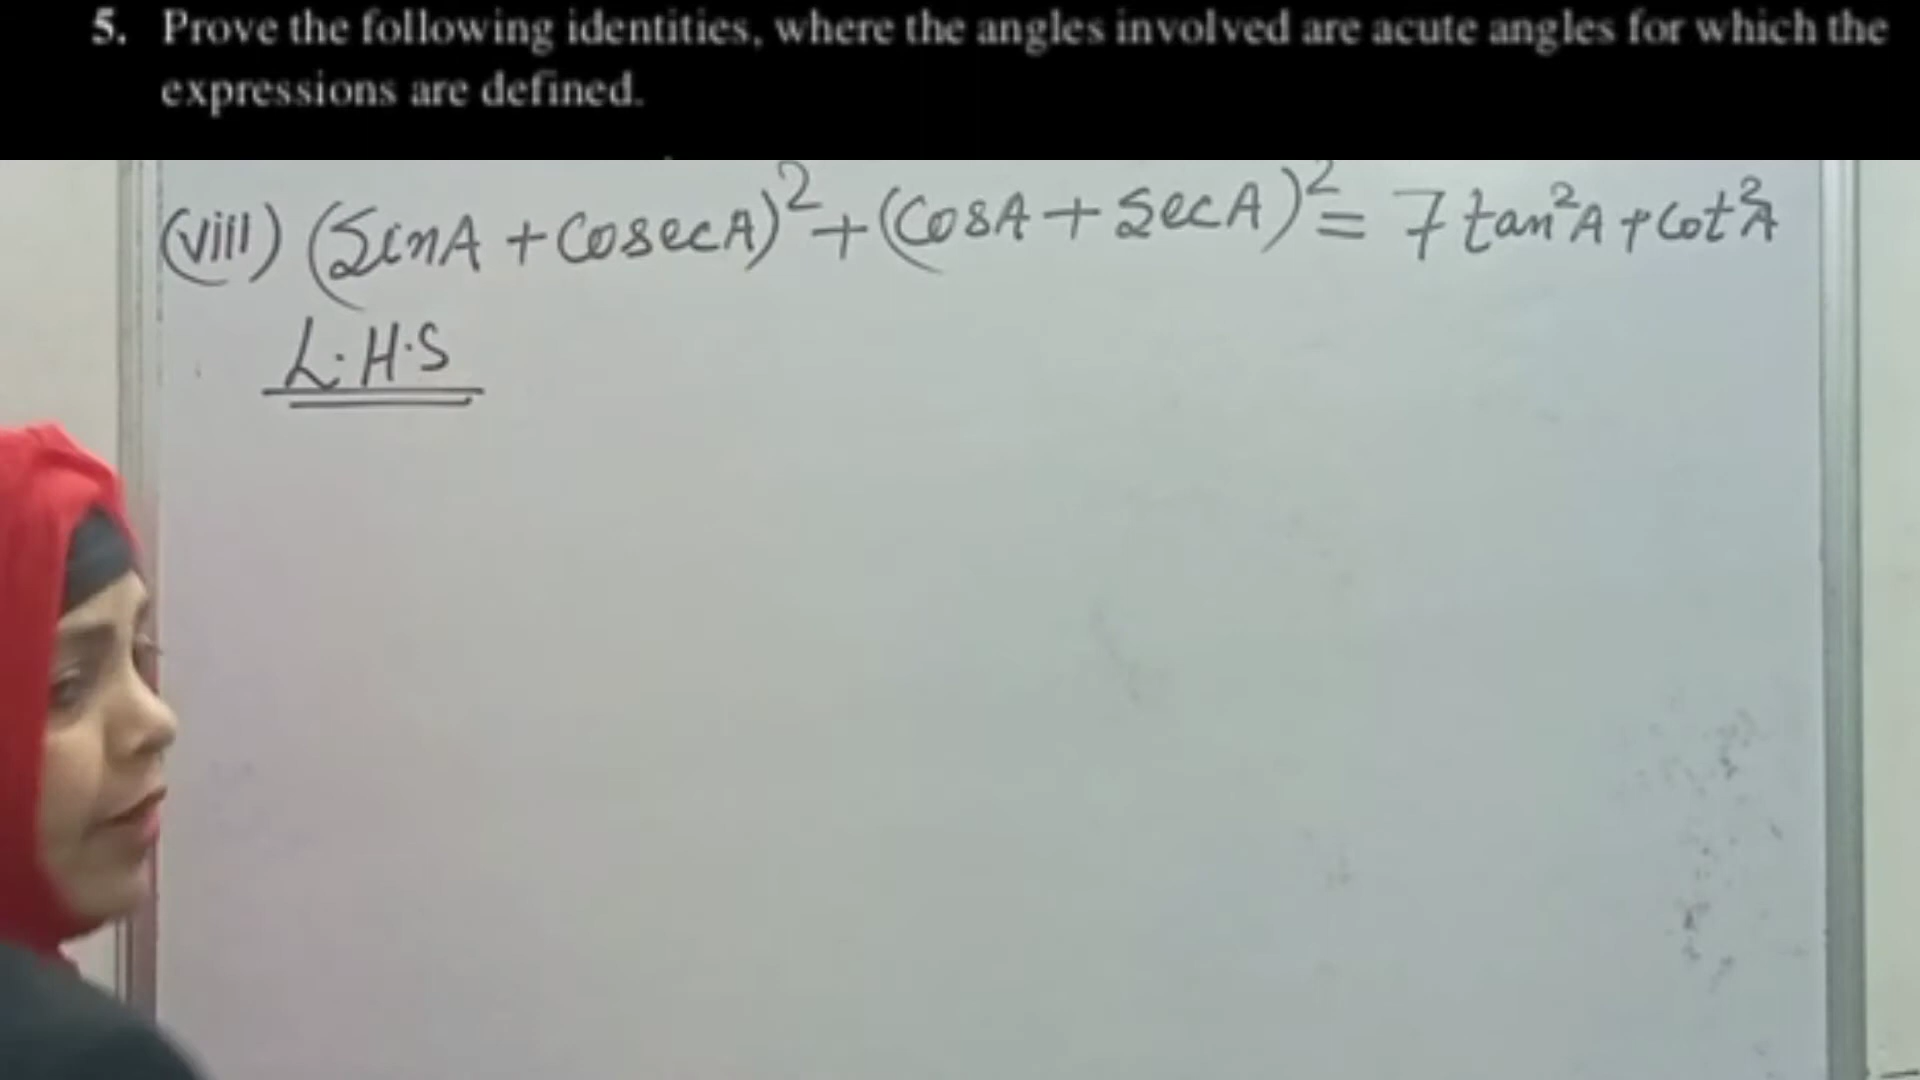 5. Prove the following identities, where the angles involved are acute angles for which the
expressions are defined.
(viii) (SinA + CosecA)² + (CosA + SecA)² = 7 tan²A + Cot²A
L.H.S